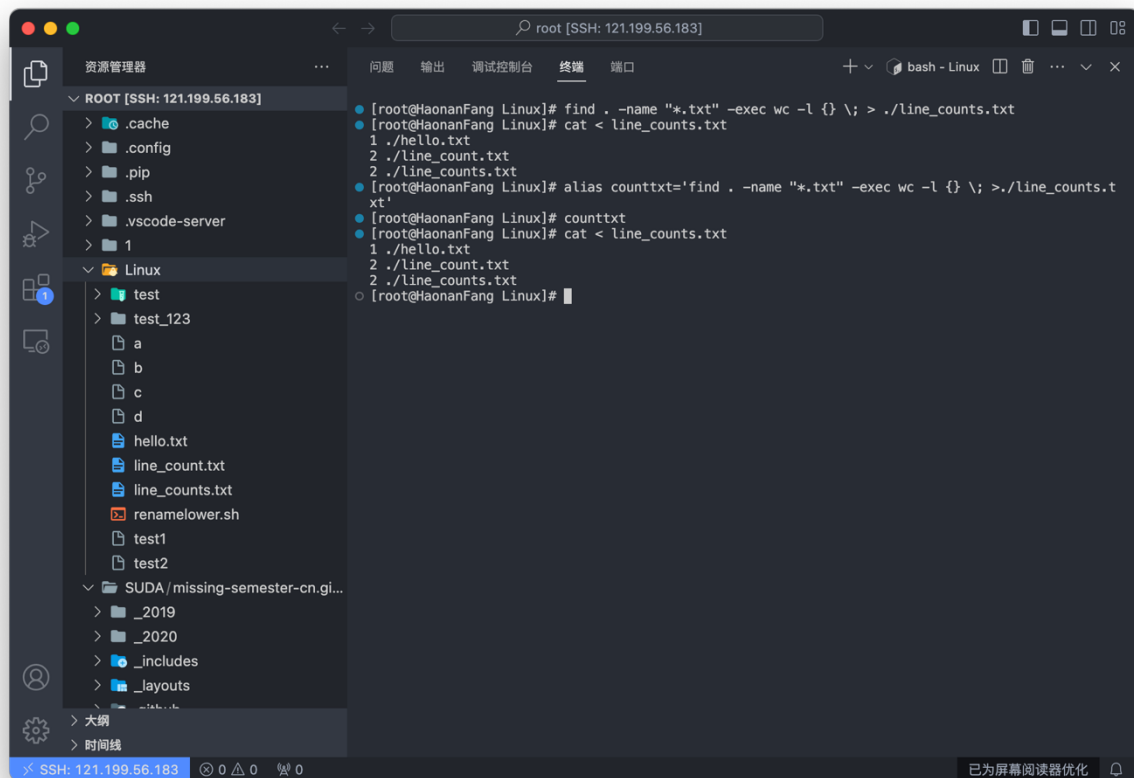 root [SSH: 121.199.56.183]
资源管理器
ROOT [SSH: 121.199.56.183]
.cache
.config
.pip
.ssh
.vscode-server
1
Linux
test
test_123
a
b
c
d
hello.txt
line_count.txt
line_counts.txt
renamelower.sh
test1
test2
SUDA/missing-semester-cn.gi...
_2019
_2020
_includes
_layouts
.github
大纲
时间线
1
问题 输出 调试控制台 终端 端口
bash - Linux
[root@HaonanFang Linux]# find . -name "*.txt" -exec wc -l {} \; > ./line_counts.txt
[root@HaonanFang Linux]# cat < line_counts.txt
1 ./hello.txt
2 ./line_count.txt
2 ./line_counts.txt
[root@HaonanFang Linux]# alias counttxt='find . -name "*.txt" -exec wc -l {} \; >./line_counts.t
xt'
[root@HaonanFang Linux]# counttxt
[root@HaonanFang Linux]# cat < line_counts.txt
1 ./hello.txt
2 ./line_count.txt
2 ./line_counts.txt
[root@HaonanFang Linux]#
SSH: 121.199.56.183 0 0 0 已为屏幕阅读器优化